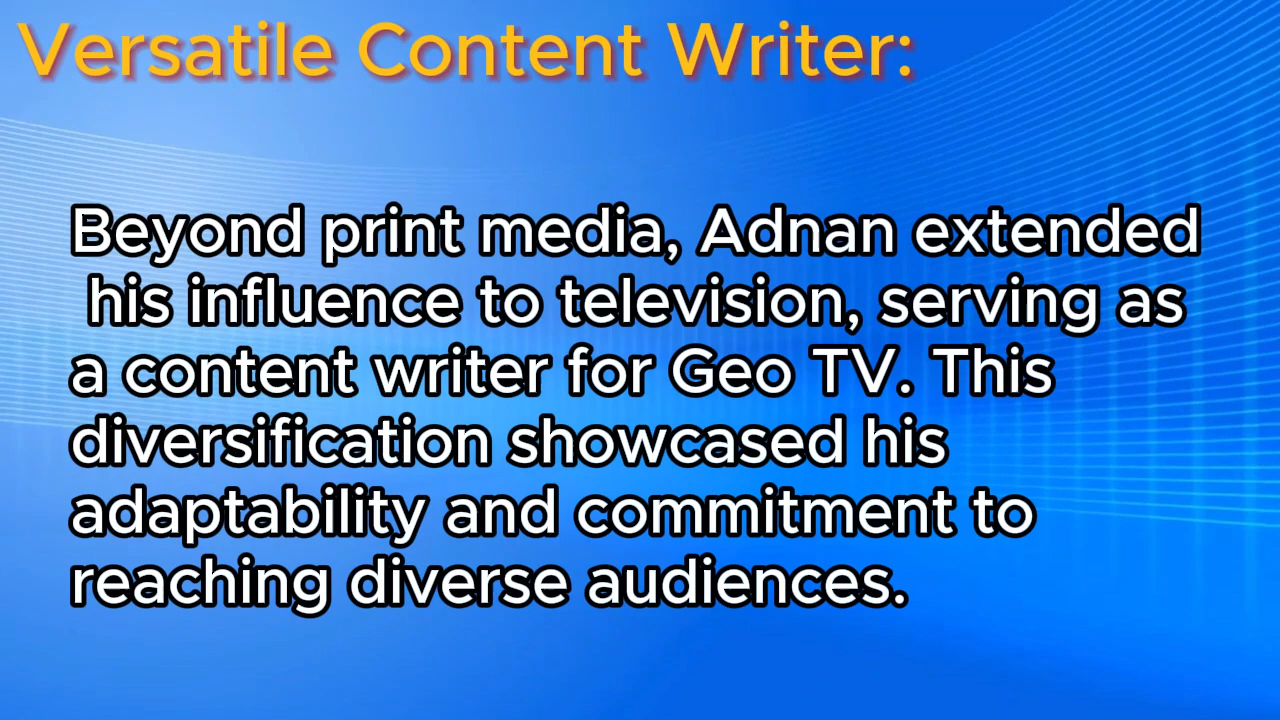 Versatile Content Writer:
Beyond print media, Adnan extended
his influence to television, serving as
a content writer for Geo TV. This
diversification showcased his
adaptability and commitment to
reaching diverse audiences.